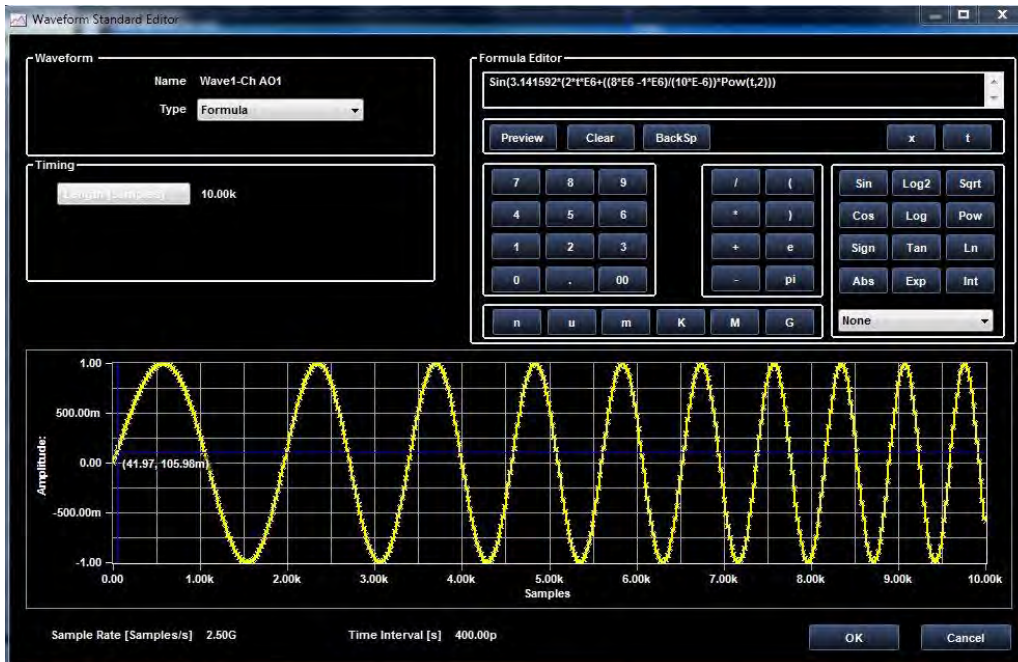 Waveform Standard Editor
Waveform
Name Wave1-Ch AO1
Type Formula
Timing
Length [Samples] 10.00k
Formula Editor
Sin(3.141592*(2*t*E6+((8*E6 -1*E6)/(10*E-6))*Pow(t,2)))
Preview Clear BackSp x t
7 8 9 / ( Sin Log2 Sqrt
4 5 6 * ) Cos Log Pow
1 2 3 + e Sign Tan Ln
0 . 00 - pi Abs Exp Int
n u m K M G None
Amplitude:
1.00
500.00m
0.00
-500.00m
-1.00
(41.97, 105.98m)
0.00 1.00k 2.00k 3.00k 4.00k 5.00k 6.00k 7.00k 8.00k 9.00k 10.00k
Samples
Sample Rate [Samples/s] 2.50G Time Interval [s] 400.00p OK Cancel